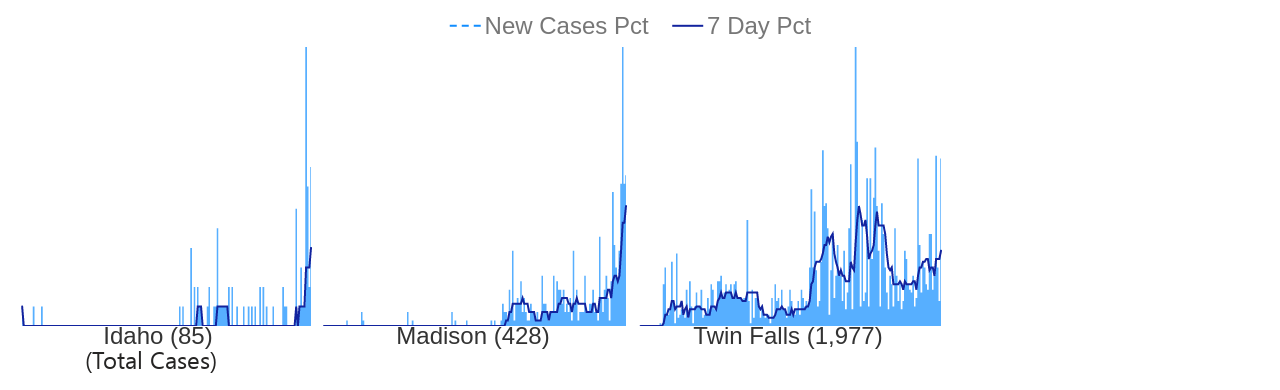 New Cases Pct 7 Day Pct
Idaho (85) Madison (428) Twin Falls (1,977)
(Total Cases)